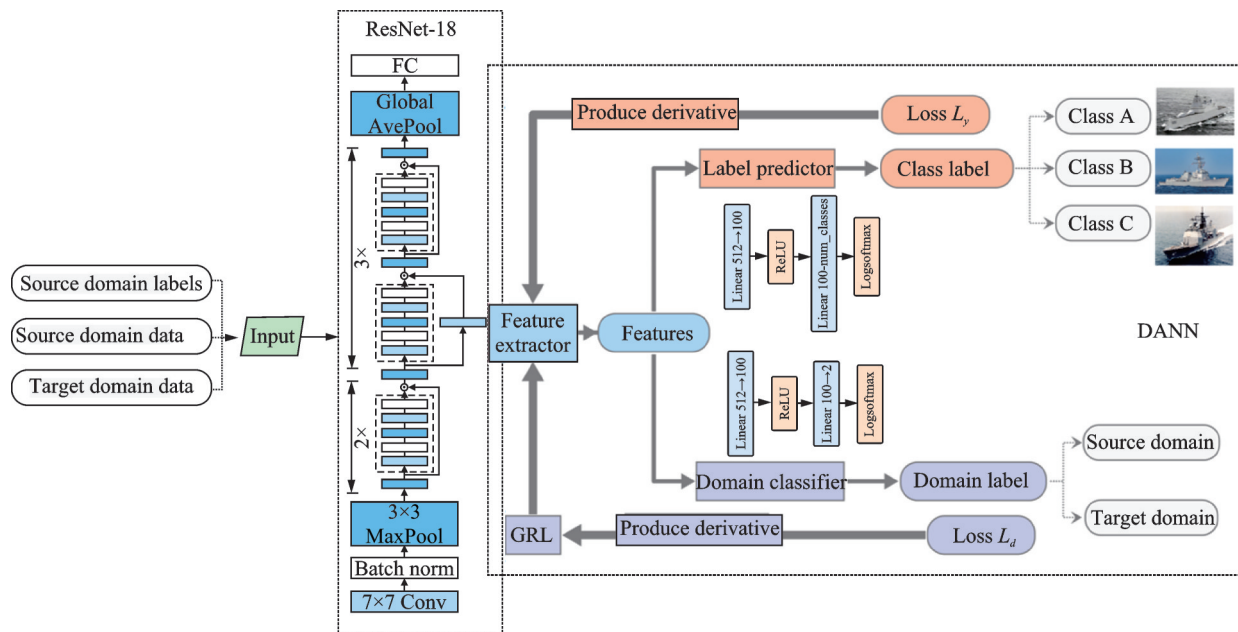 ResNet-18
FC
Global
AvePool
3×
2×
3×3
MaxPool
Batch norm
7×7 Conv
Source domain labels
Source domain data
Target domain data
Input
Feature
extractor
Features
Produce derivative
Loss L_y
Label predictor
Class label
Class A
Class B
Class C
Linear 512→100
ReLU
Linear 100-num_classes
Logsoftmax
DANN
Linear 512→100
ReLU
Linear 100→2
Logsoftmax
Domain classifier
Domain label
Source domain
Target domain
GRL
Produce derivative
Loss L_d